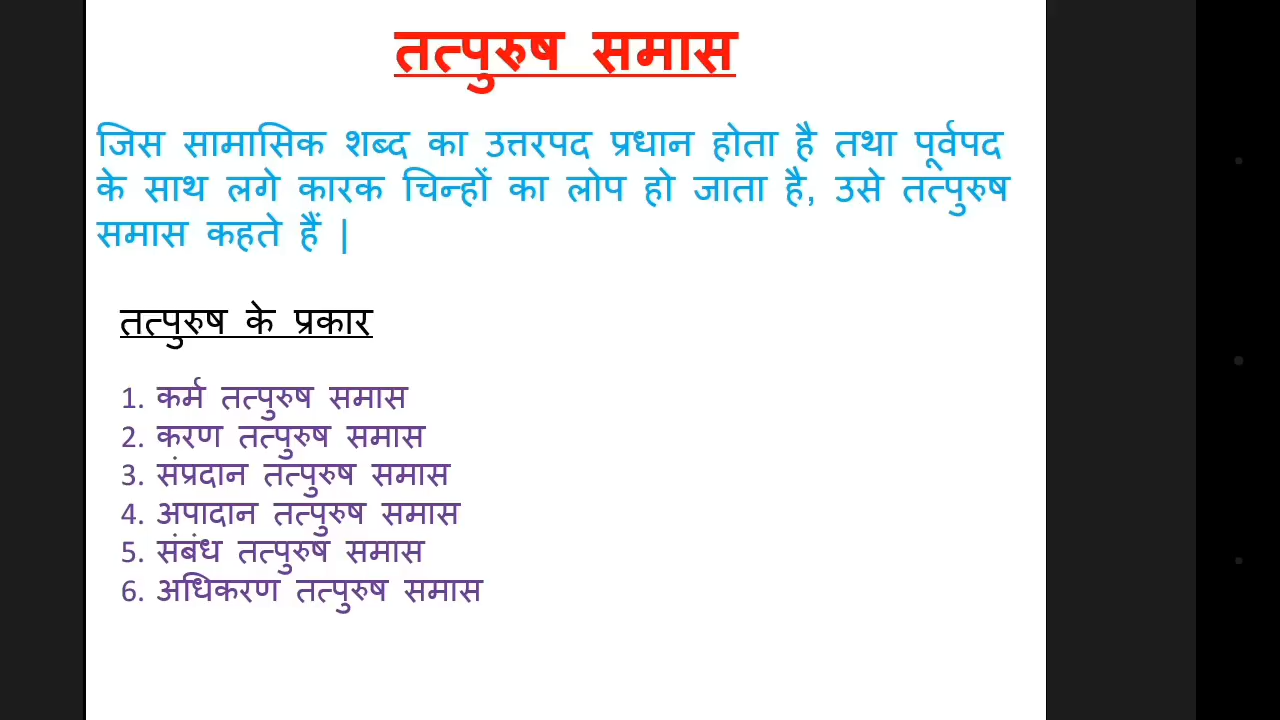 तत्पुरुष समास
जिस सामासिक शब्द का उत्तरपद प्रधान होता है तथा पूर्वपद
के साथ लगे कारक चिन्हों का लोप हो जाता है, उसे तत्पुरुष
समास कहते हैं |
तत्पुरुष के प्रकार
1. कर्म तत्पुरुष समास
2. करण तत्पुरुष समास
3. संप्रदान तत्पुरुष समास
4. अपादान तत्पुरुष समास
5. संबंध तत्पुरुष समास
6. अधिकरण तत्पुरुष समास